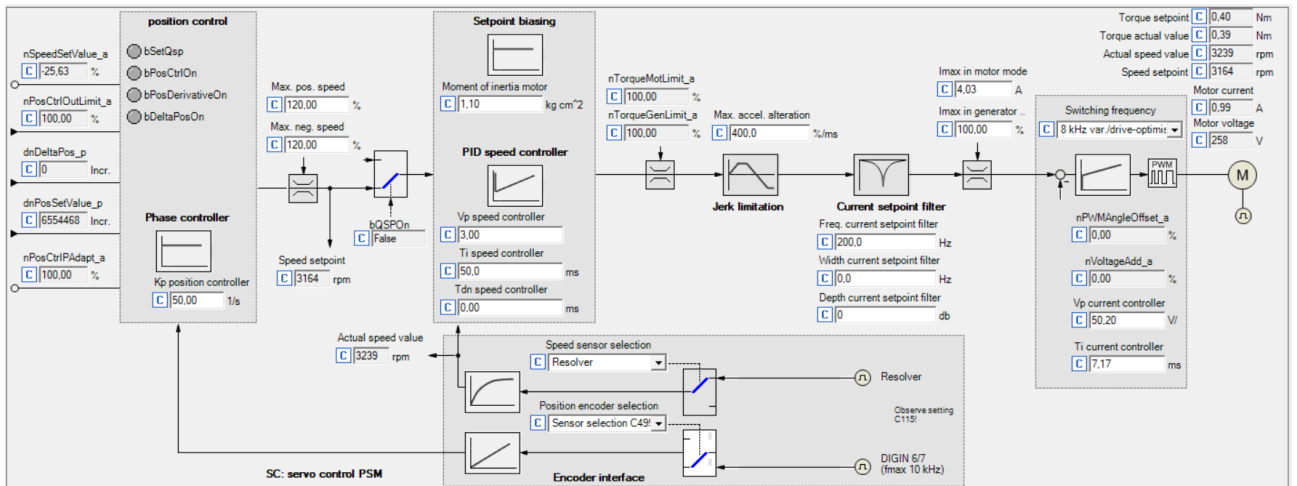 position control
bSetQsp
bPosCtrlOn
bPosDerivativeOn
bDeltaPosOn
nSpeedSetValue_a
C -25,63 %
nPosCtrlOutLimit_a
C 100,00 %
dnDeltaPos_p
C 0 Incr.
dnPosSetValue_p
C 6554468 Incr.
nPosCtrlPAdapt_a
C 100,00 %
Phase controller
Kp position controller
C 50,00 1/s
Max. pos. speed
C 120,00 %
Max. neg. speed
C 120,00 %
bQSPOn
C False
Speed setpoint
C 3164 rpm
Setpoint biasing
Moment of inertia motor
C 1,10 kg cm^2
PID speed controller
Vp speed controller
C 3,00
Ti speed controller
C 50,0 ms
Tdn speed controller
C 0,00 ms
Actual speed value
C 3239 rpm
nTorqueMotLimit_a
C 100,00 %
nTorqueGenLimit_a
C 100,00 %
Max. accel. alteration
C 400,0 %/ms
Jerk limitation
Current setpoint filter
Freq. current setpoint filter
C 200,0 Hz
Width current setpoint filter
C 0,0 Hz
Depth current setpoint filter
C 0 db
Imax in motor mode
C 4,03 A
Imax in generator ..
C 100,00 %
Torque setpoint C 0,40 Nm
Torque actual value C 0,39 Nm
Actual speed value C 3239 rpm
Speed setpoint C 3164 rpm
Motor current
C 0,99 A
Motor voltage
C 258 V
Switching frequency
C 8 kHz var./drive-optimis
PWM
M
nPWMAngleOffset_a
C 0,00 %
nVoltageAdd_a
C 0,00 %
Vp current controller
C 50,20 V/
Ti current controller
C 7,17 ms
Speed sensor selection
C Resolver
Resolver
Position encoder selection
C Sensor selection C49!
Observe setting
C115!
DIGIN 6/7
(fmax 10 kHz)
SC: servo control PSM
Encoder interface